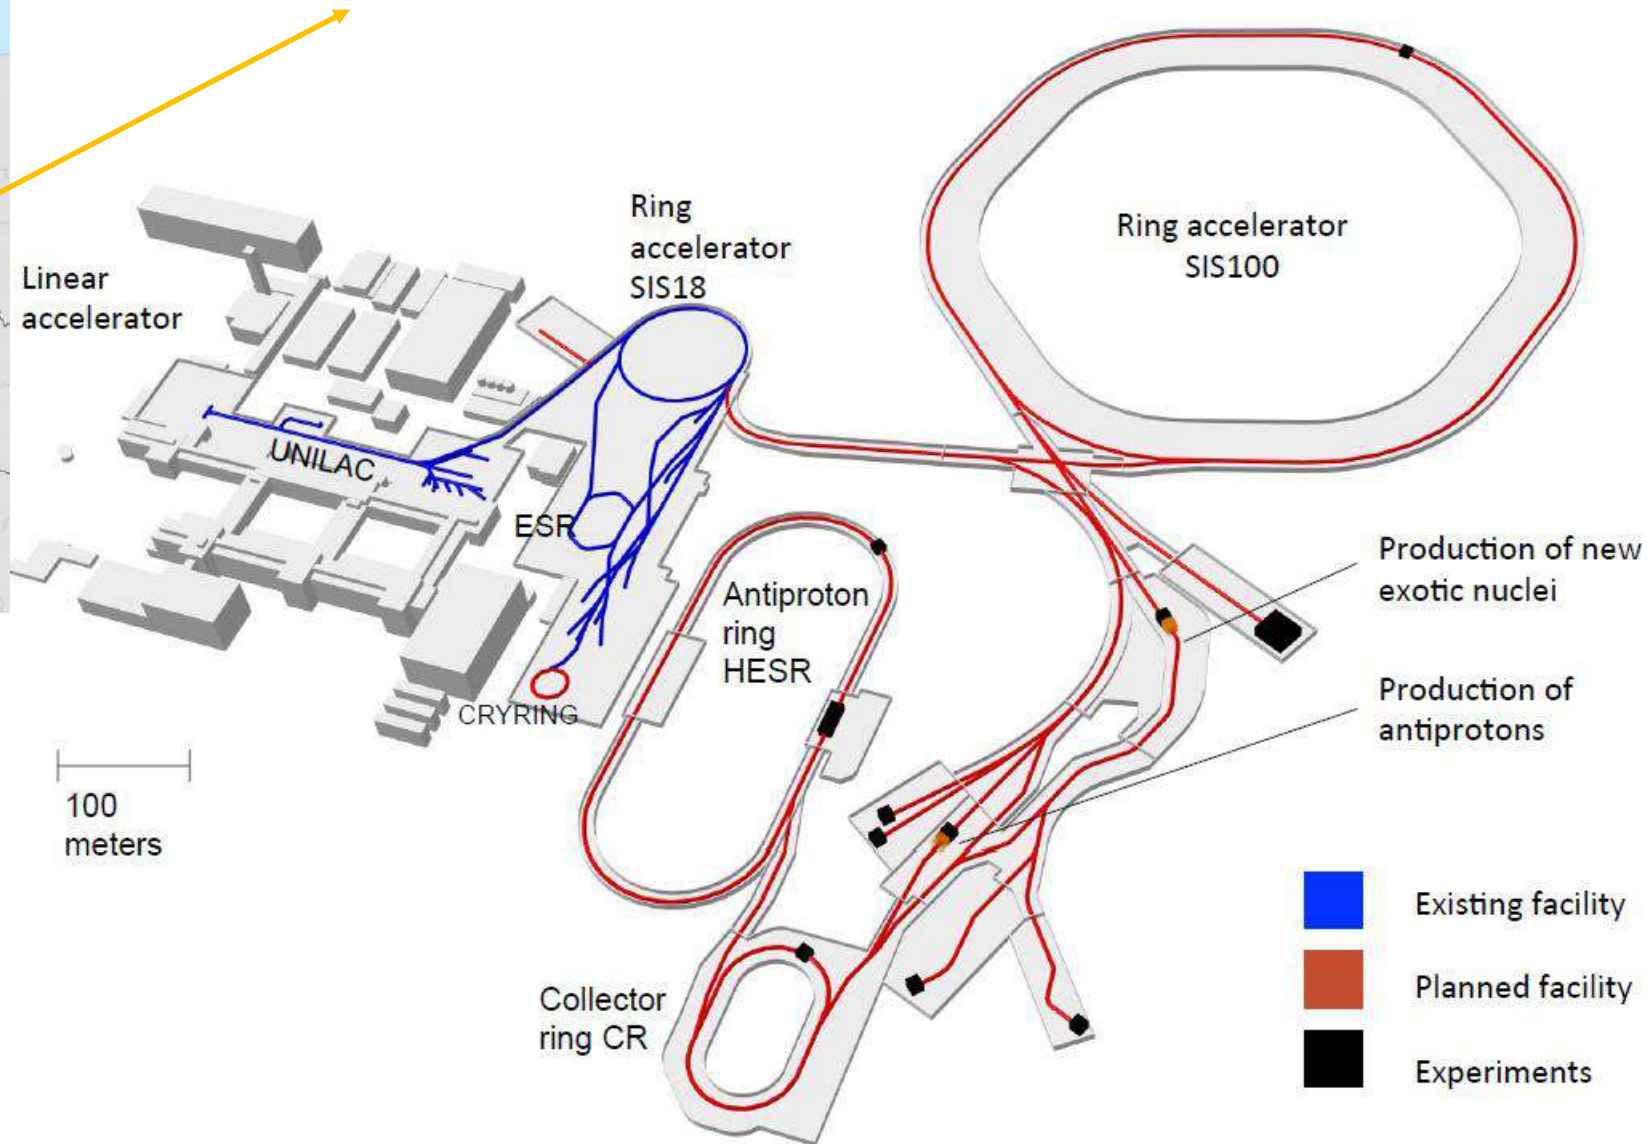 Ring
accelerator
SIS18
Ring accelerator
SIS100
Linear
accelerator
UNILAC
ESR
Production of new
exotic nuclei
Antiproton
ring
HESR
CRYRING
Production of
antiprotons
100
meters
Existing facility
Planned facility
Collector
ring CR
Experiments